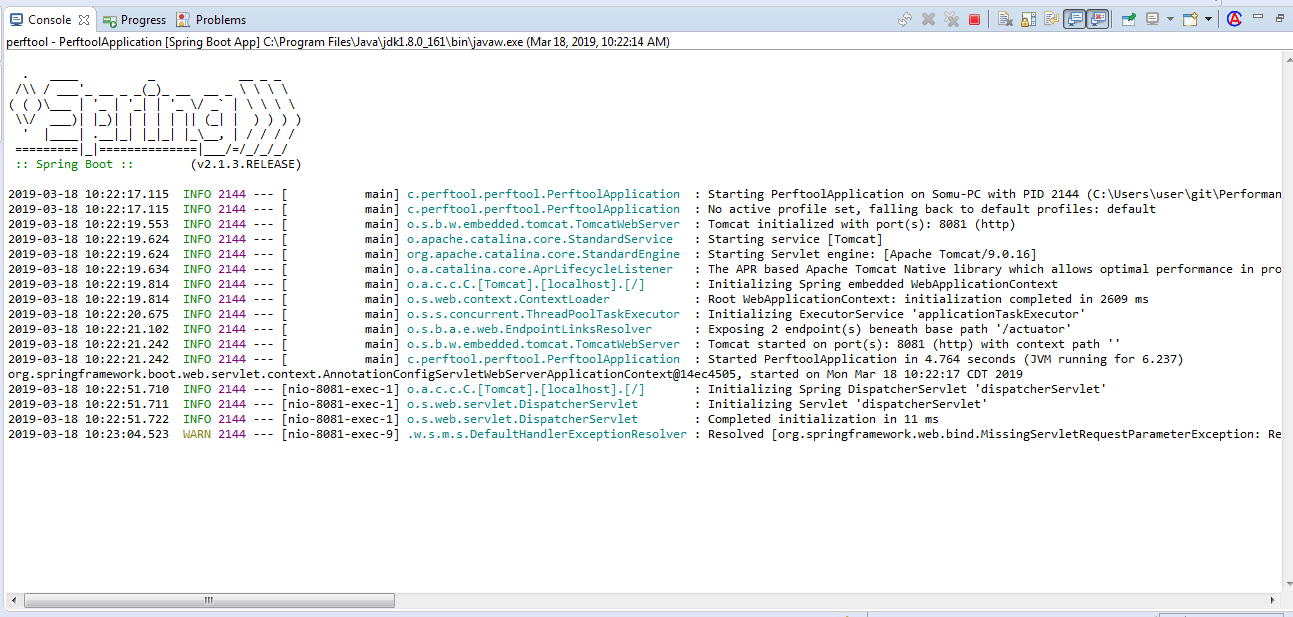 Console Progress Problems
perftool - PerftoolApplication [Spring Boot App] C:\Program Files\Java\jdk1.8.0_161\bin\javaw.exe (Mar 18, 2019, 10:22:14 AM)
  .   ____          _            __ _ _
 /\\ / ___'_ __ _ _(_)_ __  __ _ \ \ \ \
( ( )\___ | '_ | '_| | '_ \/ _` | \ \ \ \
 \\/  ___)| |_)| | | | | || (_| |  ) ) ) )
  '  |____| .__|_| |_|_| |_\__, | / / / /
 =========|_|==============|___/=/_/_/_/
 :: Spring Boot ::        (v2.1.3.RELEASE)
2019-03-18 10:22:17.115  INFO 2144 --- [           main] c.perftool.perftool.PerftoolApplication  : Starting PerftoolApplication on Somu-PC with PID 2144 (C:\Users\user\git\Performan
2019-03-18 10:22:17.115  INFO 2144 --- [           main] c.perftool.perftool.PerftoolApplication  : No active profile set, falling back to default profiles: default
2019-03-18 10:22:19.553  INFO 2144 --- [           main] o.s.b.w.embedded.tomcat.TomcatWebServer  : Tomcat initialized with port(s): 8081 (http)
2019-03-18 10:22:19.624  INFO 2144 --- [           main] o.apache.catalina.core.StandardService   : Starting service [Tomcat]
2019-03-18 10:22:19.624  INFO 2144 --- [           main] org.apache.catalina.core.StandardEngine  : Starting Servlet engine: [Apache Tomcat/9.0.16]
2019-03-18 10:22:19.634  INFO 2144 --- [           main] o.a.catalina.core.AprLifecycleListener   : The APR based Apache Tomcat Native library which allows optimal performance in pro
2019-03-18 10:22:19.814  INFO 2144 --- [           main] o.a.c.c.C.[Tomcat].[localhost].[/]       : Initializing Spring embedded WebApplicationContext
2019-03-18 10:22:19.814  INFO 2144 --- [           main] o.s.web.context.ContextLoader            : Root WebApplicationContext: initialization completed in 2609 ms
2019-03-18 10:22:20.675  INFO 2144 --- [           main] o.s.s.concurrent.ThreadPoolTaskExecutor  : Initializing ExecutorService 'applicationTaskExecutor'
2019-03-18 10:22:21.102  INFO 2144 --- [           main] o.s.b.a.e.web.EndpointLinksResolver      : Exposing 2 endpoint(s) beneath base path '/actuator'
2019-03-18 10:22:21.242  INFO 2144 --- [           main] o.s.b.w.embedded.tomcat.TomcatWebServer  : Tomcat started on port(s): 8081 (http) with context path ''
2019-03-18 10:22:21.242  INFO 2144 --- [           main] c.perftool.perftool.PerftoolApplication  : Started PerftoolApplication in 4.764 seconds (JVM running for 6.237)
org.springframework.boot.web.servlet.context.AnnotationConfigServletWebServerApplicationContext@14ec4505, started on Mon Mar 18 10:22:17 CDT 2019
2019-03-18 10:22:51.710  INFO 2144 --- [nio-8081-exec-1] o.a.c.c.C.[Tomcat].[localhost].[/]       : Initializing Spring DispatcherServlet 'dispatcherServlet'
2019-03-18 10:22:51.711  INFO 2144 --- [nio-8081-exec-1] o.s.web.servlet.DispatcherServlet        : Initializing Servlet 'dispatcherServlet'
2019-03-18 10:22:51.722  INFO 2144 --- [nio-8081-exec-1] o.s.web.servlet.DispatcherServlet        : Completed initialization in 11 ms
2019-03-18 10:23:04.523  WARN 2144 --- [nio-8081-exec-9] .w.s.m.s.DefaultHandlerExceptionResolver : Resolved [org.springframework.web.bind.MissingServletRequestParameterException: Re